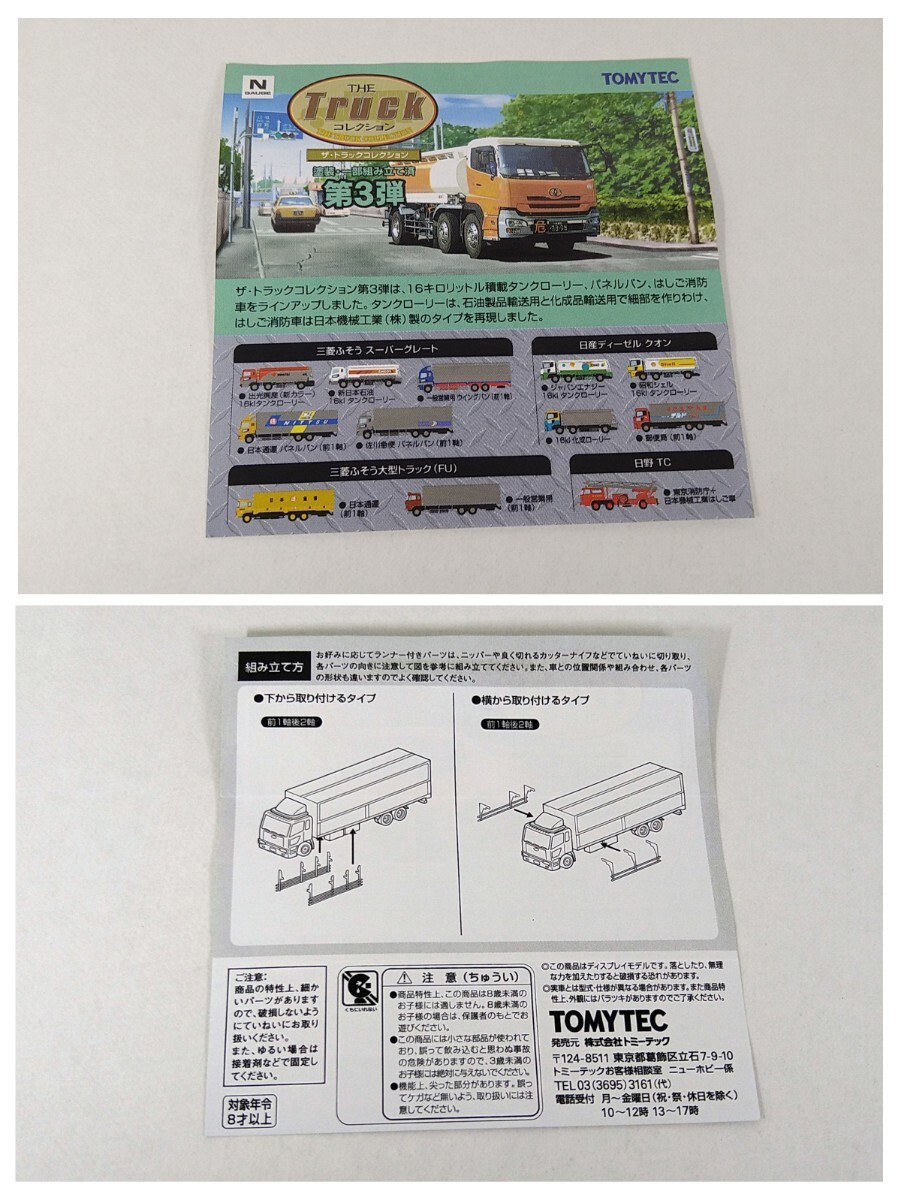 N
GAUGE
THE
Truck
コレクション
THE TRUCK COLLECTION
TOMYTEC
ザ・トラックコレクション
塗装・一部組み立て済
第3弾
危
ザ・トラックコレクション第3弾は、16キロリットル積載タンクローリー、パネルバン、はしご消防
車をラインアップしました。タンクローリーは、石油製品輸送用と化成品輸送用で細部を作りわけ、
はしご消防車は日本機械工業(株)製のタイプを再現しました。
三菱ふそう スーパーグレート
●出光興産(新カラー)
16klタンクローリー
●新日本石油
16klタンクローリー
●一般営業用 ウイングバン(前1軸)
●日本通運 パネルバン(前1軸)
●佐川急便 パネルバン(前1軸)
日産ディーゼル クオン
●ジャパンエナジー
16klタンクローリー
●昭和シェル
16klタンクローリー
●16kl化成ローリー
●郵便局(前1軸)
三菱ふそう大型トラック(FU)
●日本通運
(前1軸)
●一般営業用
(前1軸)
日野 TC
●東京消防庁+
日本機械工業はしご車
組み立て方
お好みに応じてランナー付きパーツは、ニッパーや良く切れるカッターナイフなどでていねいに切り取り、
各パーツの向きに注意して図を参考に組み立ててください。また、車との位置関係や組み合わせ、各パーツ
の形状も違いますのでよく確認してください。
●下から取り付けるタイプ
前1軸後2軸
●横から取り付けるタイプ
前1軸後2軸
ご注意:
商品の特性上、細か
いパーツがあります
ので、破損しないよう
にていねいにお取り
扱いください。
また、ゆるい場合は
接着剤などで固定し
てください。
対象年令
8才以上
くちにいれない
注意(ちゅうい)
●商品特性上、この商品は8歳未満の
お子様には適しません。8歳未満の
お子様の場合は、保護者のもとでお
遊びください。
●この商品には小さな部品が使われて
おり、誤って飲み込むと思わぬ事故
の危険がありますので、3歳未満の
お子様には絶対に与えないでください。
●機能上、尖った部分があります。誤っ
てケガなど無いよう、取り扱いには注
意してください。
◎この商品はディスプレイモデルです。落としたり、無理
な力を加えたりすると破損する恐れがあります。
◎実車とは型式・仕様が異なる場合があります。また商品特
性上、外観にはバラツキがありますのでご了承ください。
TOMYTEC
発売元 株式会社トミーテック
〒124-8511 東京都葛飾区立石7-9-10
トミーテックお客様相談室 ニューホビー係
TEL 03(3695)3161(代)
電話受付 月〜金曜日(祝・祭・休日を除く)
10〜12時 13〜17時